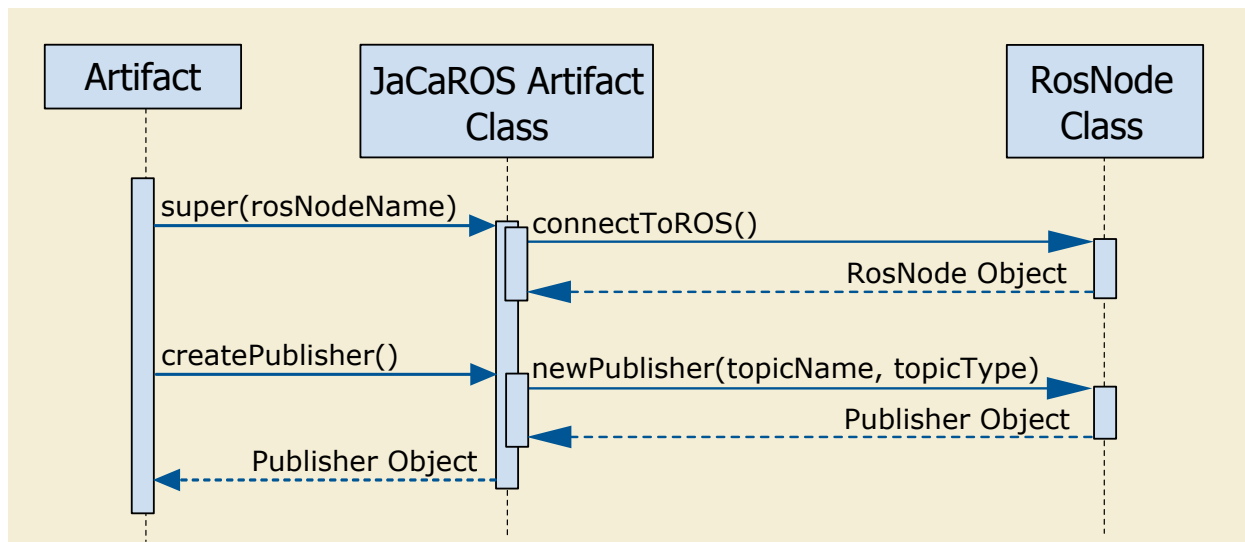 Artifact
JaCaROS Artifact
Class
RosNode
Class
super(rosNodeName)
connectToROS()
RosNode Object
createPublisher()
newPublisher(topicName, topicType)
Publisher Object
Publisher Object